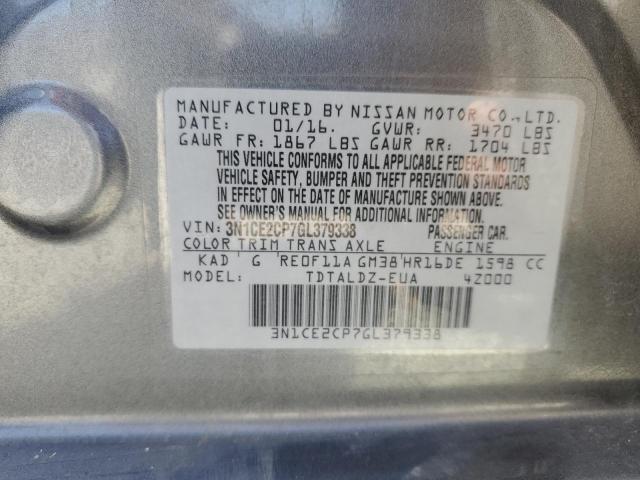 MANUFACTURED BY NISSAN MOTOR CO.,LTD.
DATE: 01/16. GVWR: 3470 LBS
GAWR FR: 1867 LBS GAWR RR: 1704 LBS
THIS VEHICLE CONFORMS TO ALL APPLICABLE FEDERAL MOTOR
VEHICLE SAFETY, BUMPER AND THEFT PREVENTION STANDARDS
IN EFFECT ON THE DATE OF MANUFACTURE SHOWN ABOVE.
SEE OWNER'S MANUAL FOR ADDITIONAL INFORMATION.
VIN: 3N1CE2CP7GL379338 PASSENGER CAR.
COLOR TRIM TRANS AXLE ENGINE
KAD G RE0F11A GM38 HR16DE 1598 CC
MODEL: TDTALDZ-EUA 4Z000
3N1CE2CP7GL379338